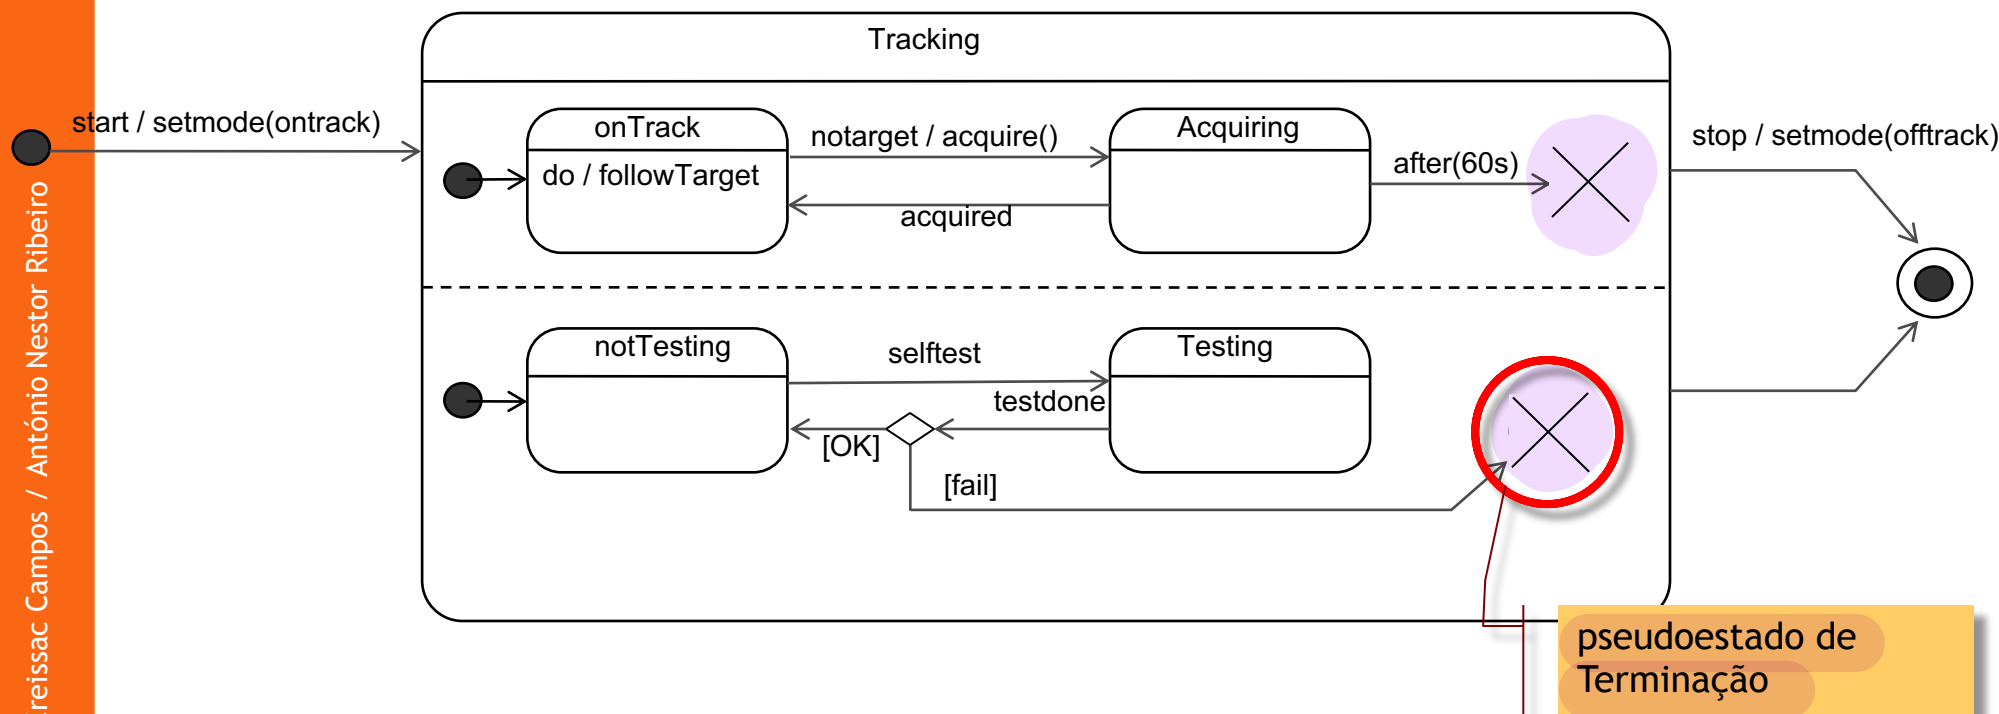 Tracking
start / setmode(ontrack)
onTrack
do / followTarget
notarget / acquire()
acquired
Acquiring
after(60s)
stop / setmode(offtrack)
notTesting
selftest
Testing
testdone
[OK]
[fail]
pseudoestado de
Terminação
Campos / António Nestor Ribeiro